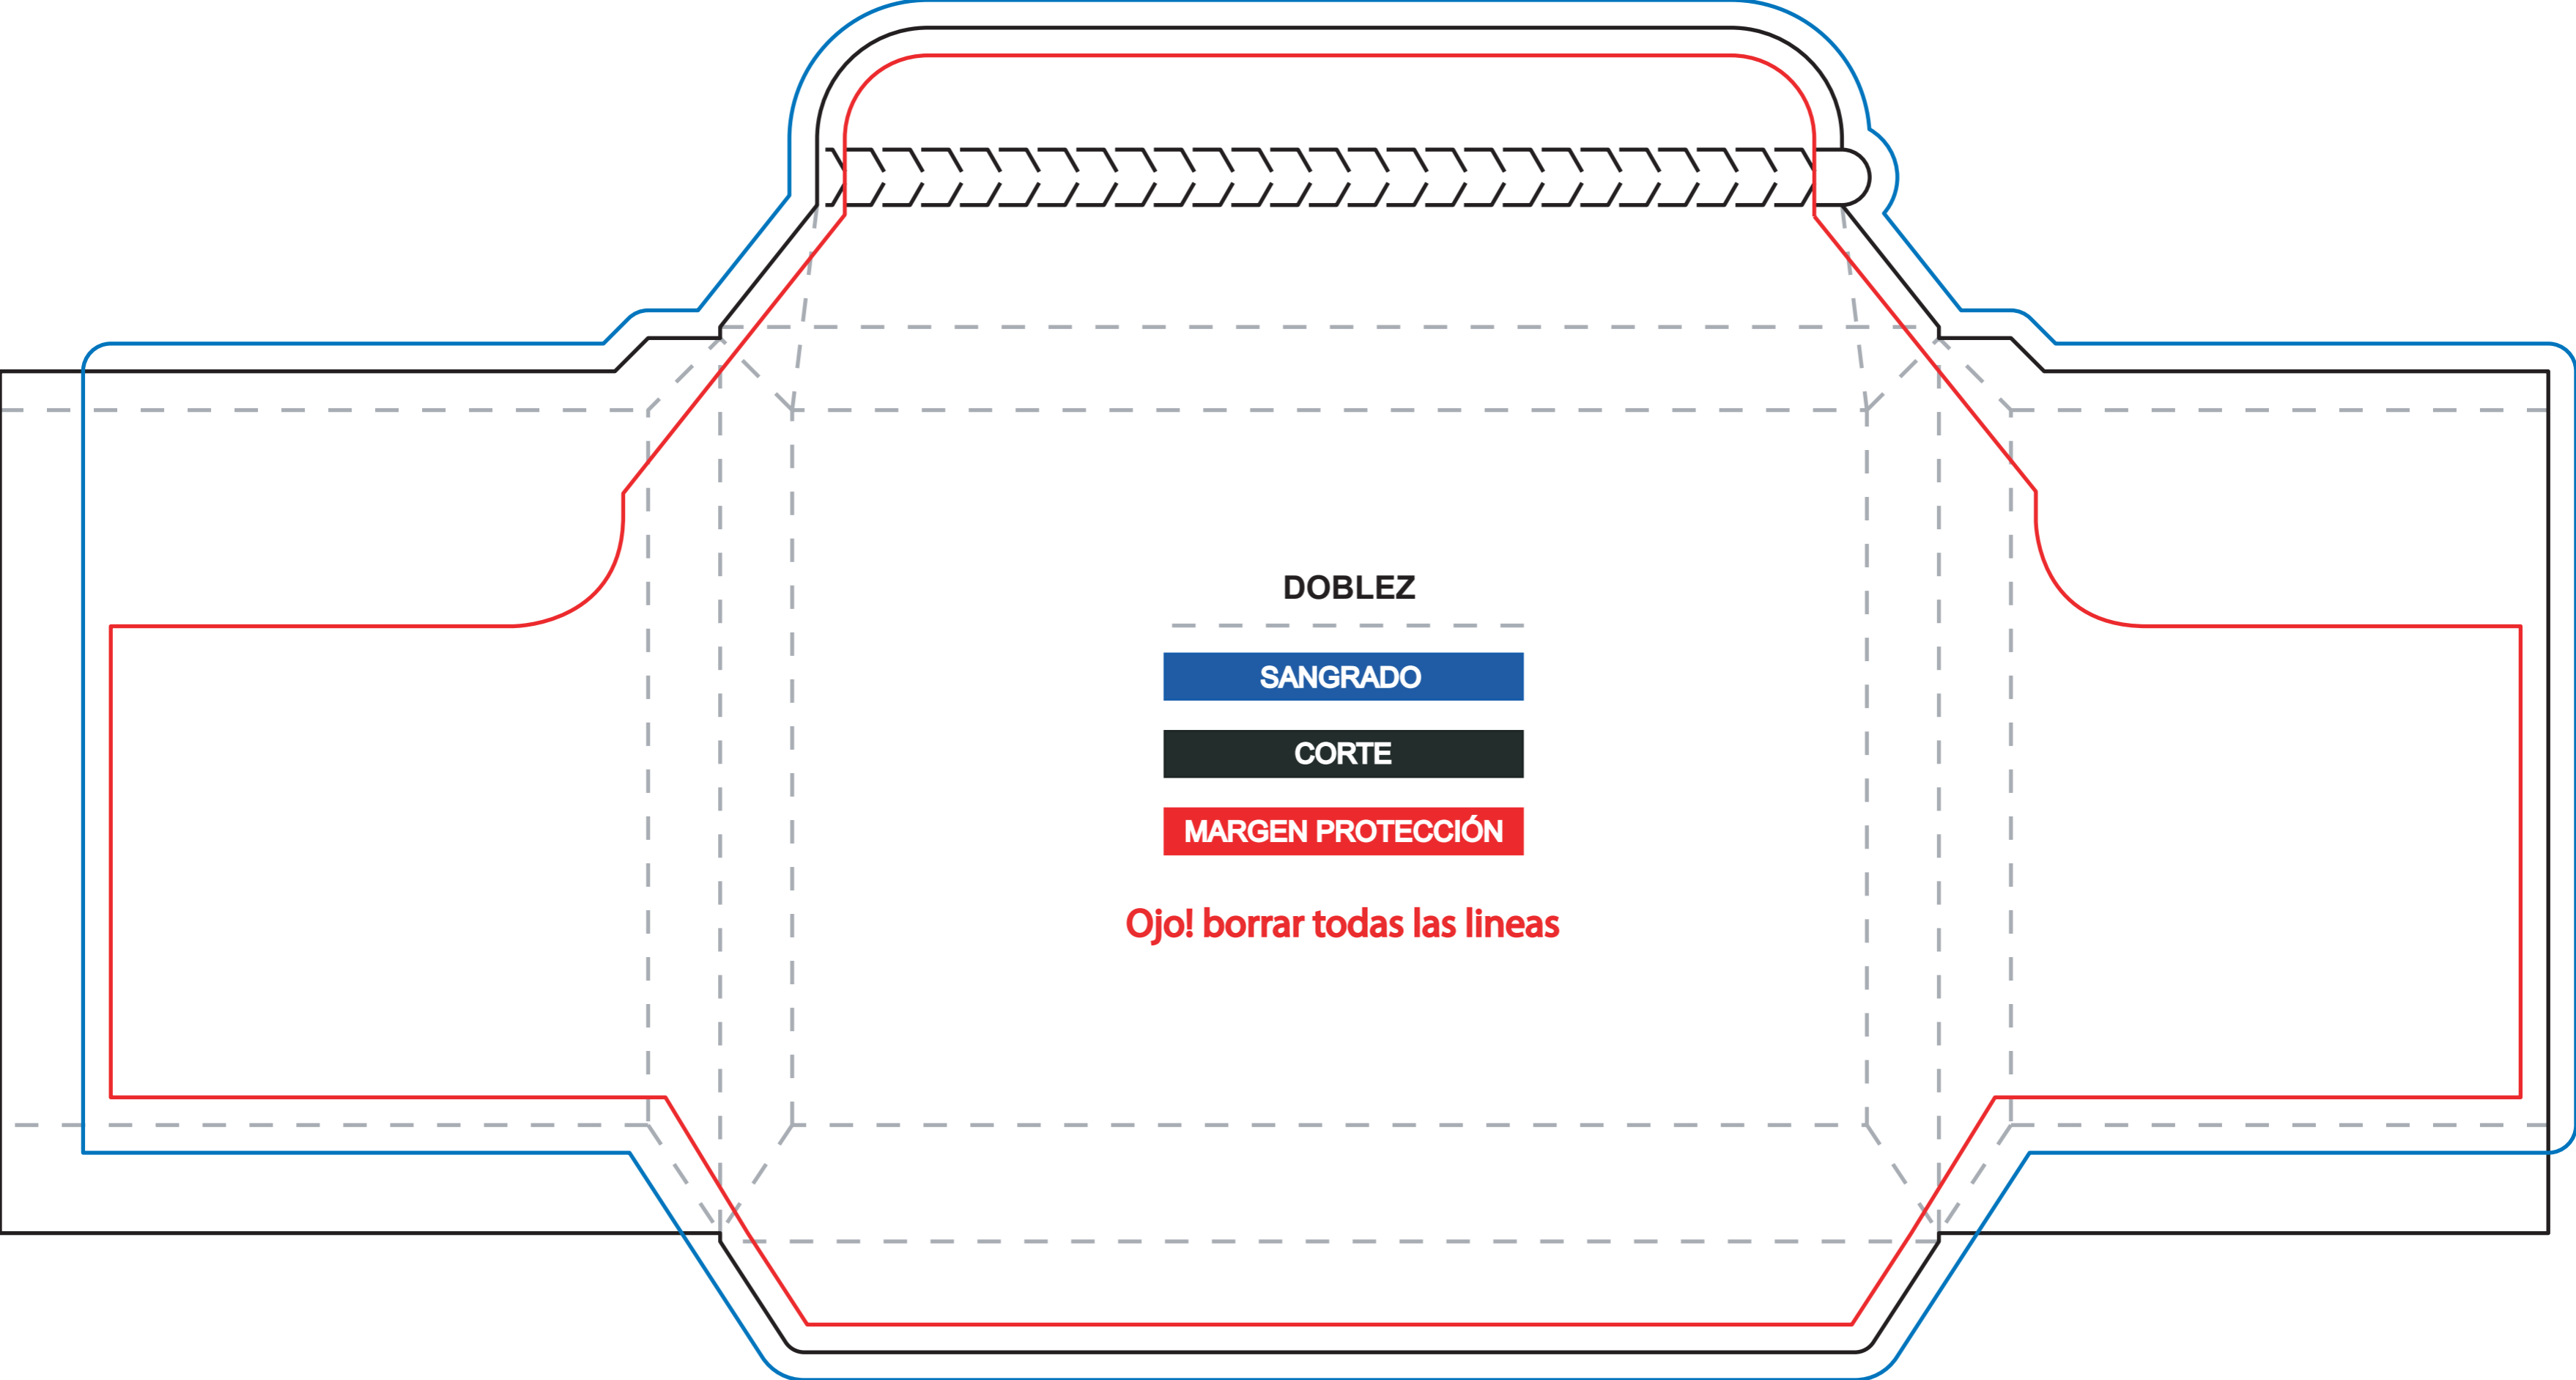 DOBLEZ
SANGRADO
CORTE
MARGEN PROTECCIÓN
Ojo! borrar todas las lineas